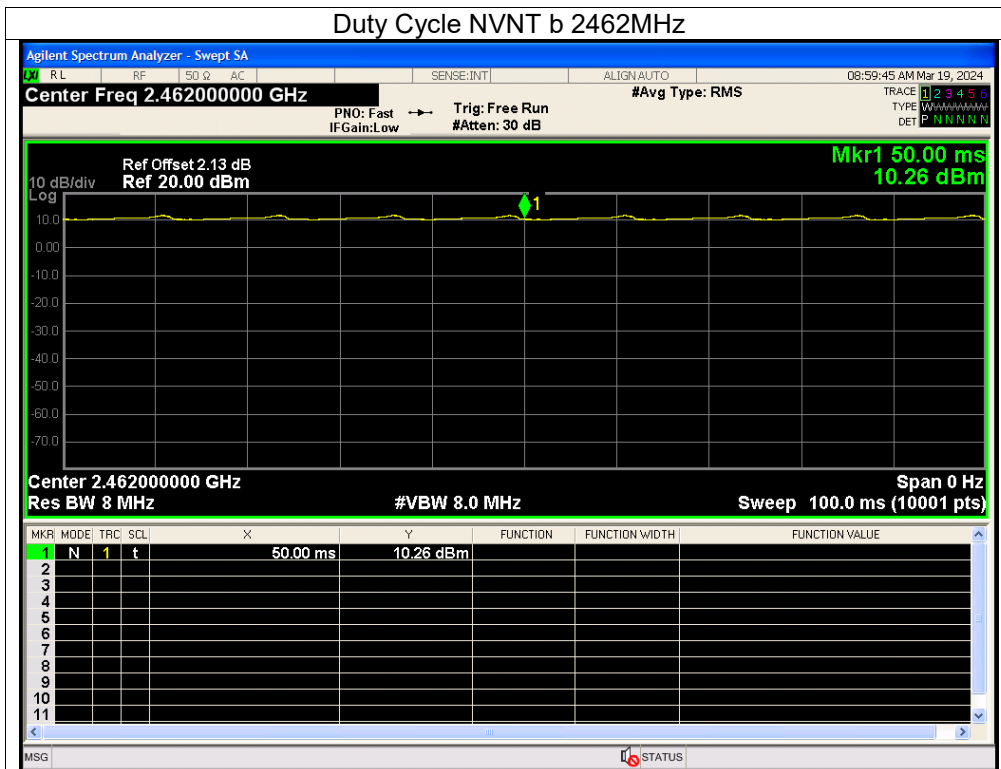 Duty Cycle NVNT b 2462MHz
Agilent Spectrum Analyzer - Swept SA
LXI RL RF 50 Ω AC SENSE:INT ALIGN AUTO 08:59:45 AM Mar 19, 2024
Center Freq 2.462000000 GHz #Avg Type: RMS TRACE 1 2 3 4 5 6
PNO: Fast Trig: Free Run TYPE WWWWWW
IFGain:Low #Atten: 30 dB DET P N N N N N
Mkr1 50.00 ms
Ref Offset 2.13 dB
10 dB/div Ref 20.00 dBm 10.26 dBm
Log
1
10.0
0.00
-10.0
-20.0
-30.0
-40.0
-50.0
-60.0
-70.0
Center 2.462000000 GHz Span 0 Hz
Res BW 8 MHz #VBW 8.0 MHz Sweep 100.0 ms (10001 pts)
MKR MODE TRC SCL X Y FUNCTION FUNCTION WIDTH FUNCTION VALUE
1 N 1 t 50.00 ms 10.26 dBm
2
3
4
5
6
7
8
9
10
11
MSG STATUS